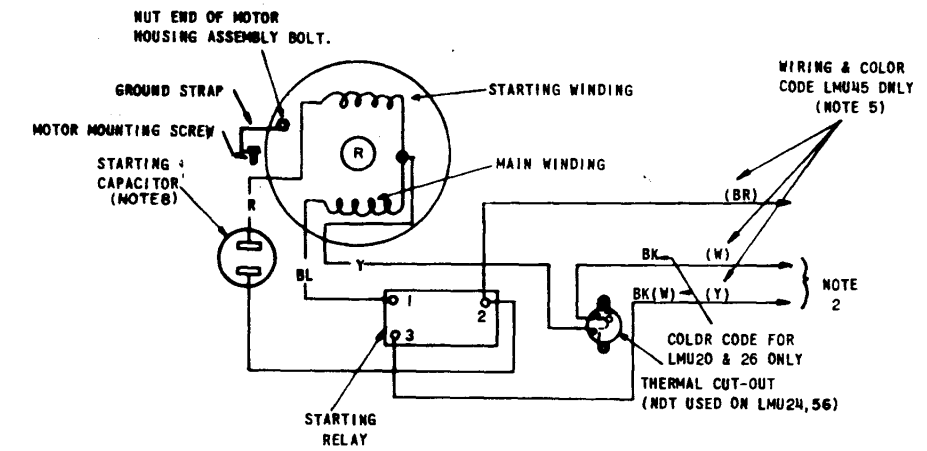 NUT END OF MOTOR
HOUSING ASSEMBLY BOLT.
GROUND STRAP
MOTOR MOUNTING SCREW
STARTING
CAPACITOR
(NOTE8)
STARTING WINDING
R
MAIN WINDING
WIRING & COLOR
CODE LMU45 ONLY
(NOTE 5)
R
(BR)
BL
Y
BK
(W)
BK(W)
(Y)
NOTE
2
1
2
3
COLOR CODE FOR
LMU20 & 26 ONLY
THERMAL CUT-OUT
(NOT USED ON LMU24,56)
STARTING
RELAY